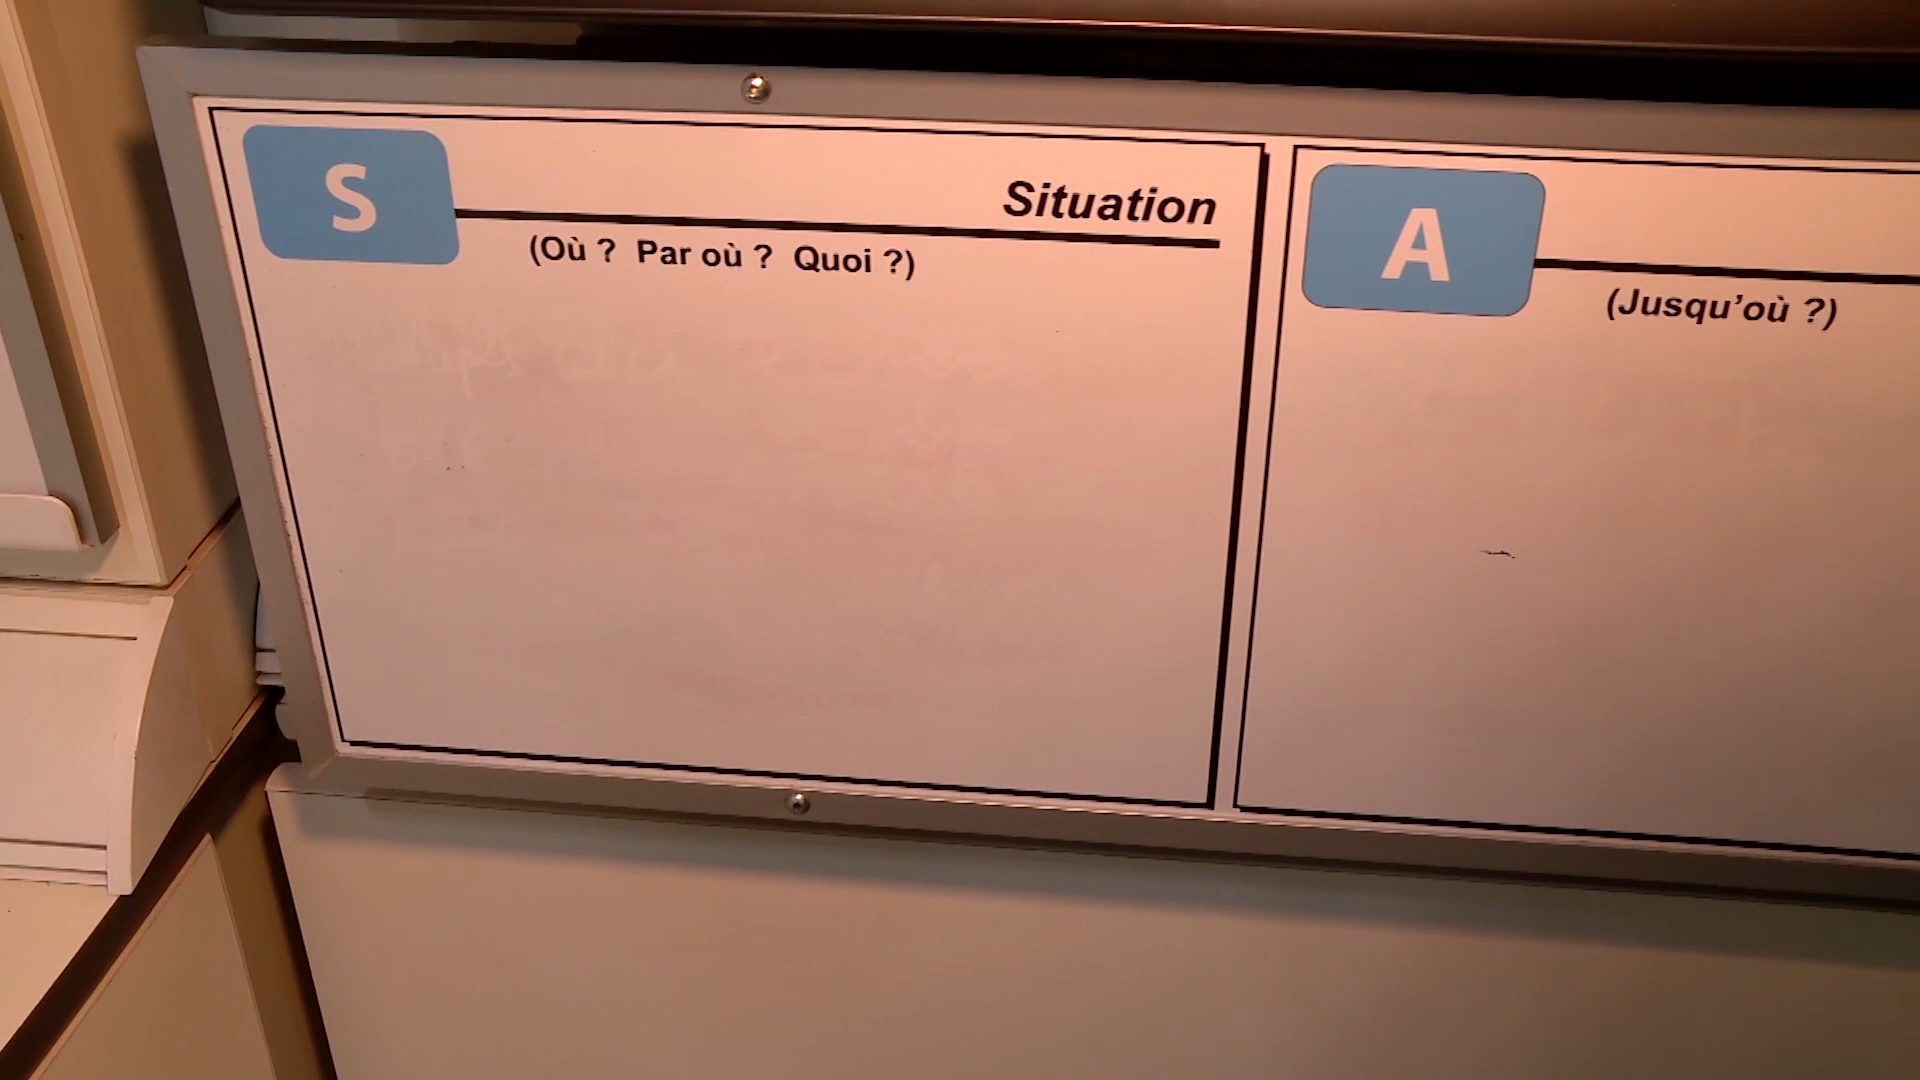 S
Situation
(Où ? Par où ? Quoi ?)
A
(Jusqu'où ?)